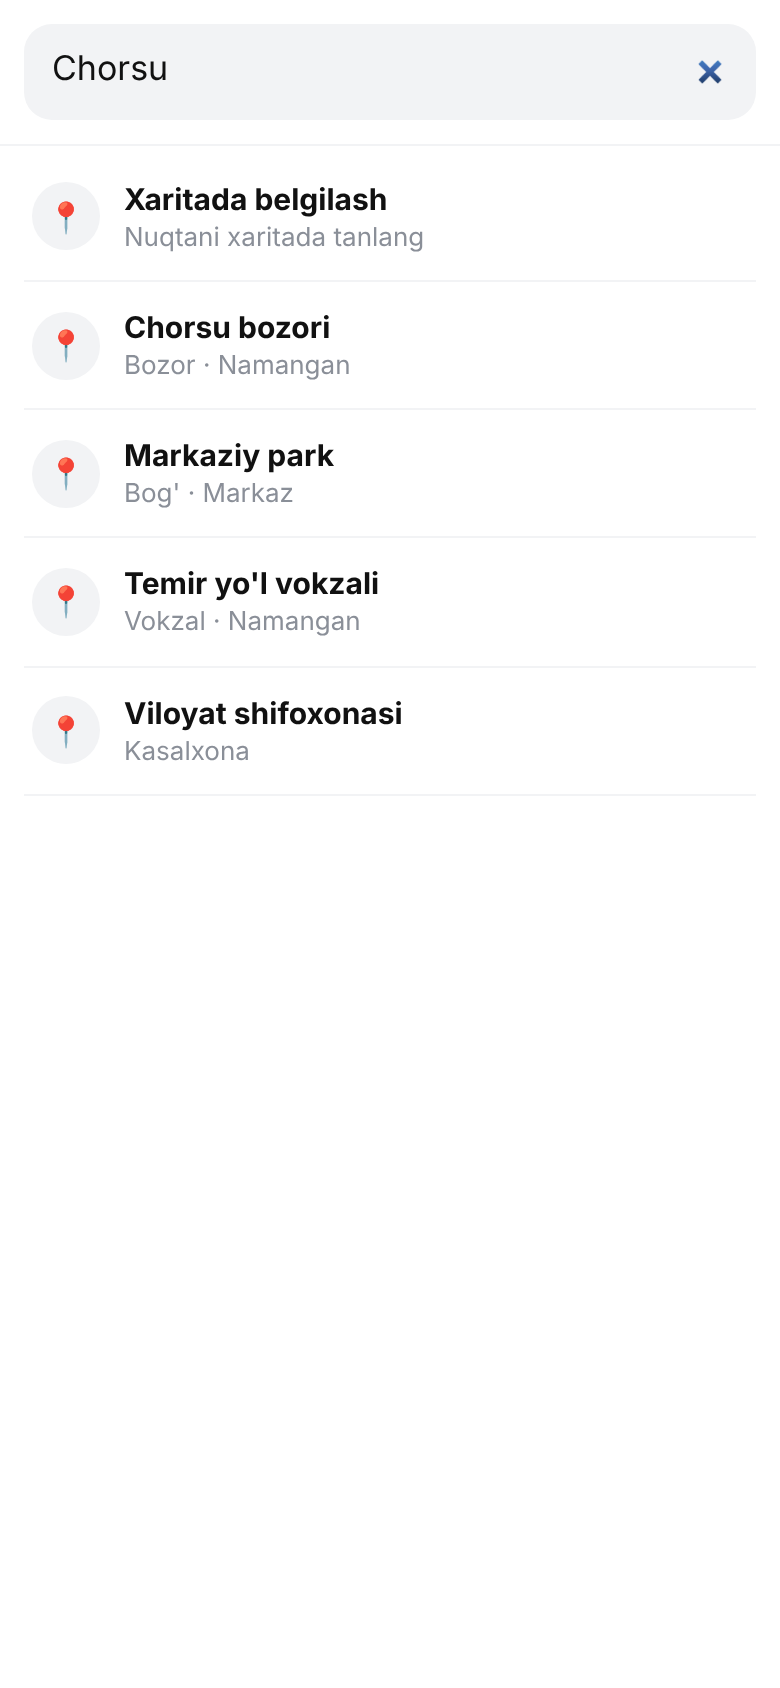 Chorsu
Xaritada belgilash
Nuqtani xaritada tanlang
Chorsu bozori
Bozor · Namangan
Markaziy park
Bog' · Markaz
Temir yo'l vokzali
Vokzal · Namangan
Viloyat shifoxonasi
Kasalxona